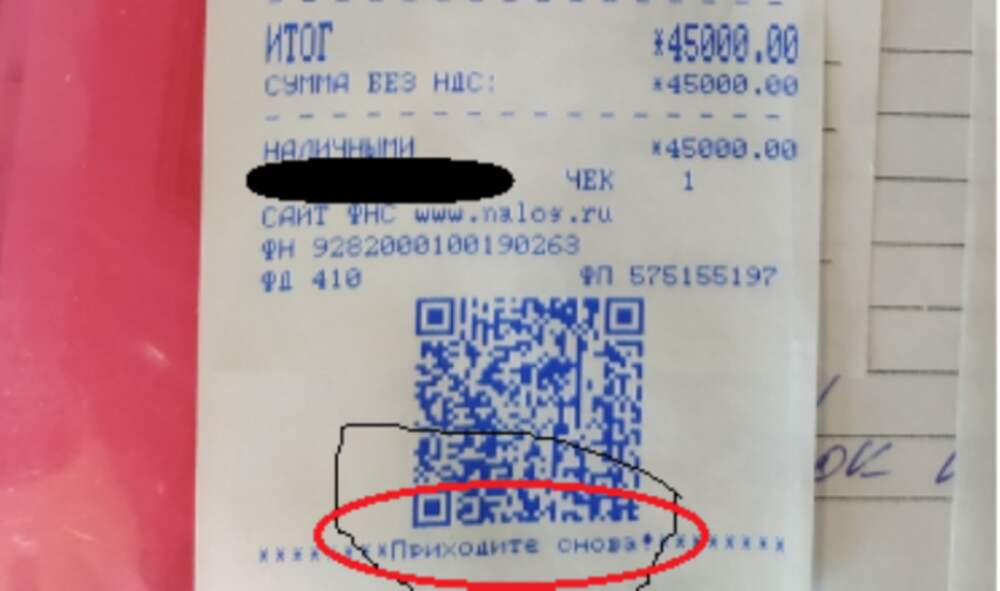 ИТОГ *45000.00
СУММА БЕЗ НДС: *45000.00
НАЛИЧНЫМИ *45000.00
ЧЕК 1
САЙТ ФНС www.nalog.ru
ФН 9282000100190263
ФД 410 ФП 575155197
Приходите снова!
ок